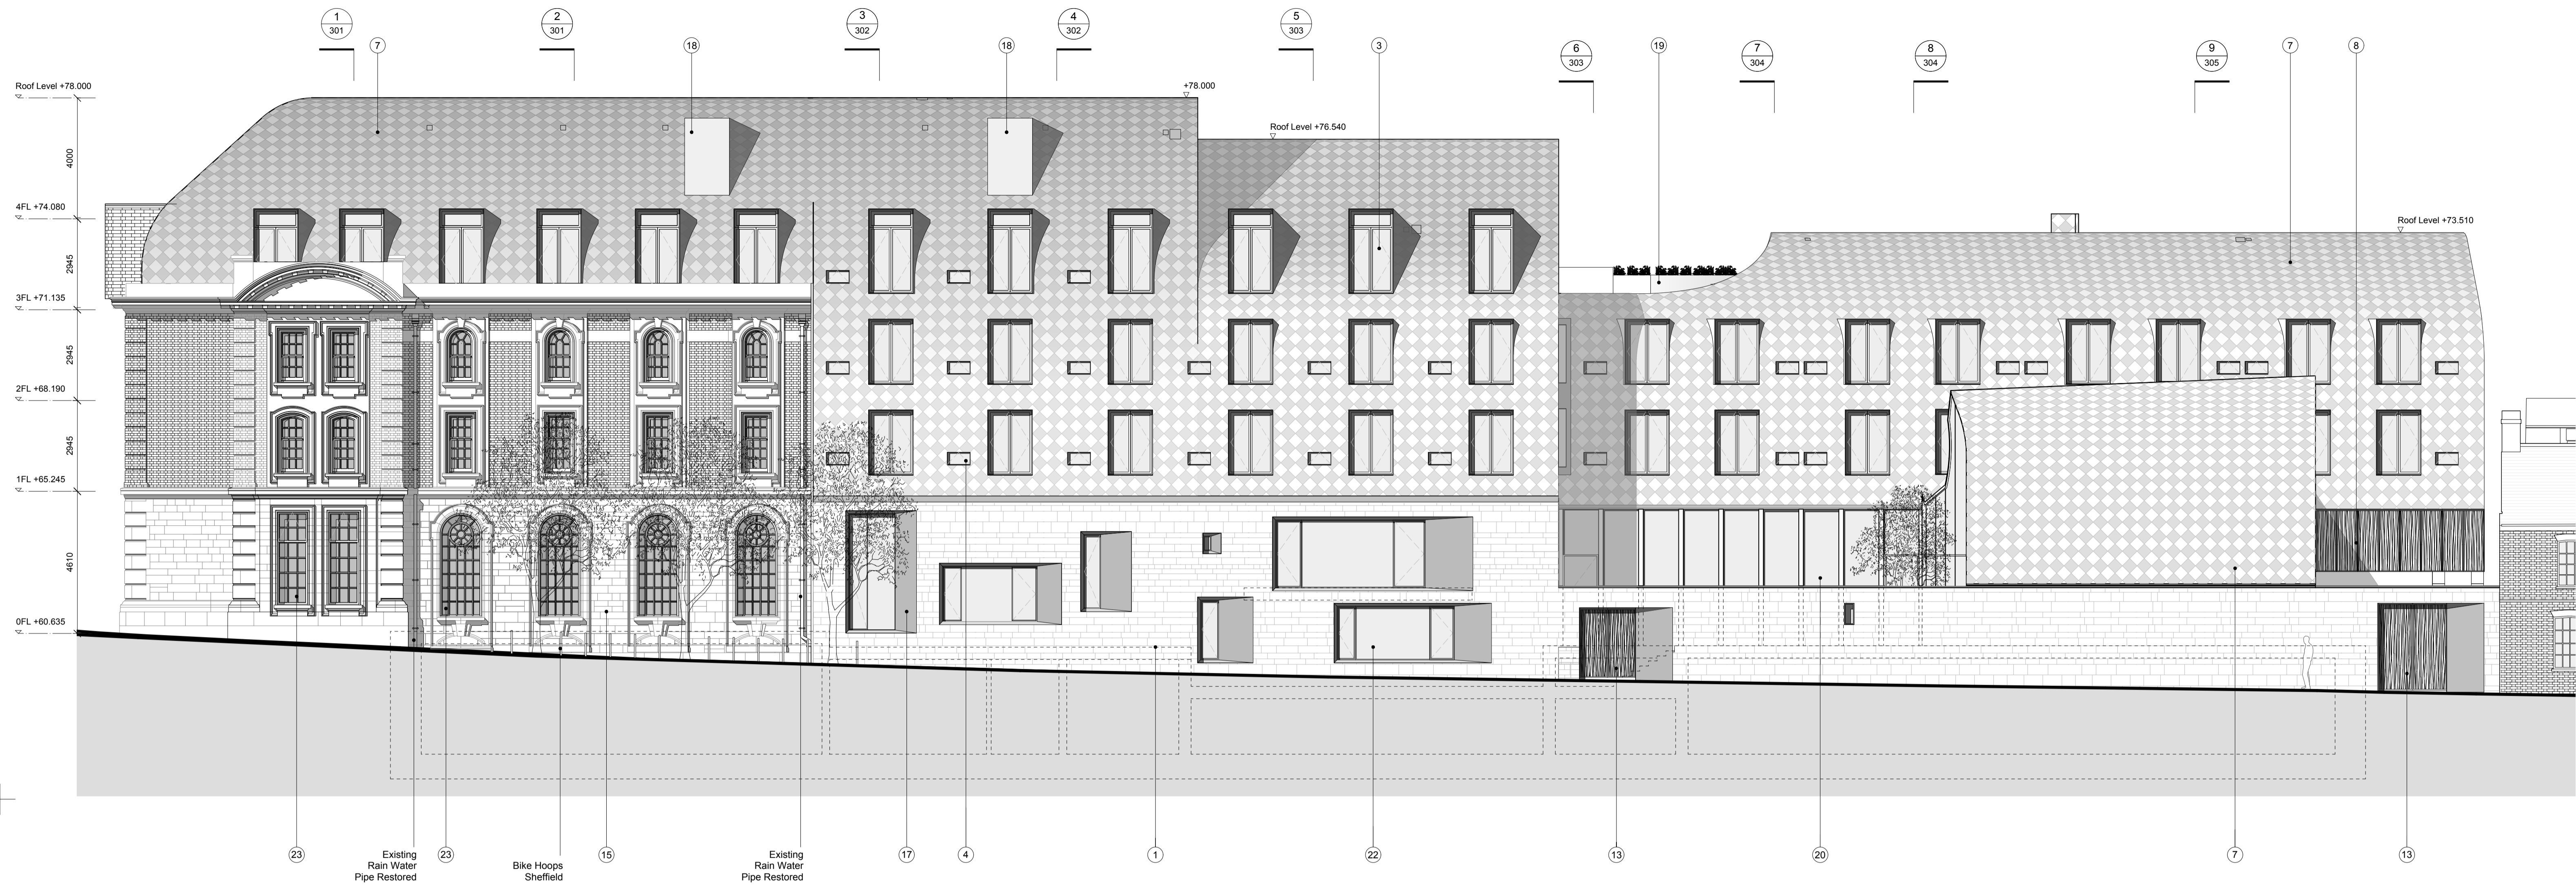 1
301
2
301
3
302
4
302
5
303
6
303
7
304
8
304
9
305
7
18
18
3
19
7
8
Roof Level +78.000
+78.000
Roof Level +76.540
Roof Level +73.510
4000
4FL +74.080
2945
3FL +71.135
2945
2FL +68.190
2945
1FL +65.245
4610
0FL +60.635
23
Existing
Rain Water
Pipe Restored
23
Bike Hoops
Sheffield
15
Existing
Rain Water
Pipe Restored
17
4
1
22
13
20
7
13